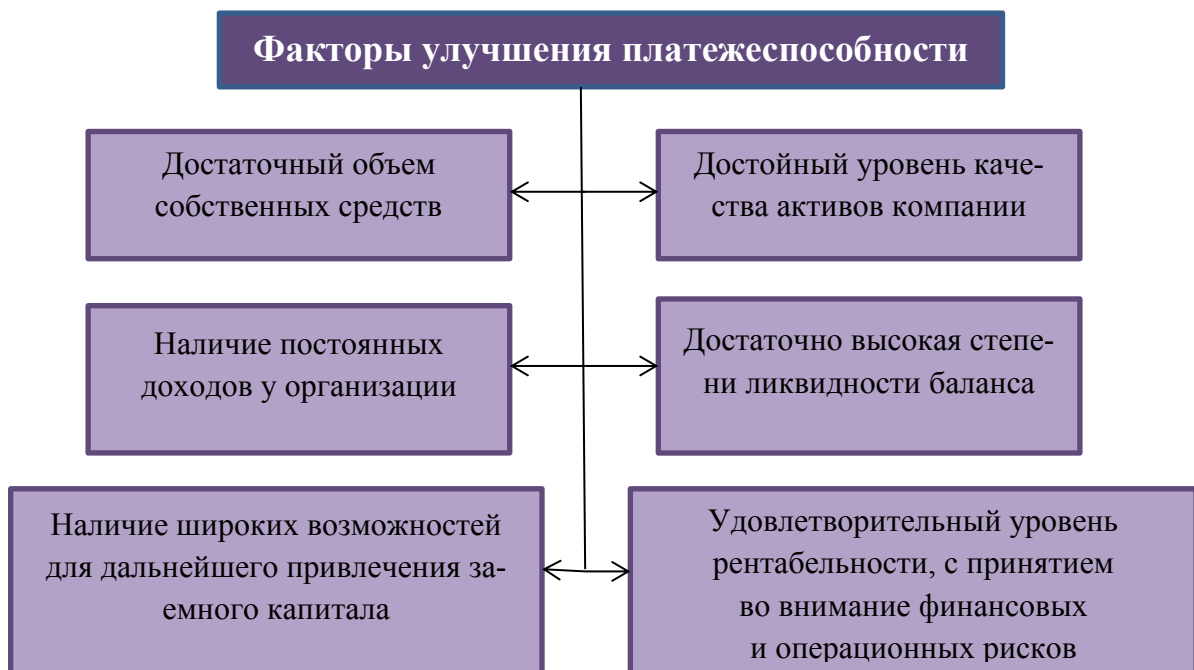 Факторы улучшения платежеспособности
Достаточный объем
собственных средств
Достойный уровень каче-
ства активов компании
Наличие постоянных
доходов у организации
Достаточно высокая степе-
ни ликвидности баланса
Наличие широких возможностей
для дальнейшего привлечения за-
емного капитала
Удовлетворительный уровень
рентабельности, с принятием
во внимание финансовых
и операционных рисков